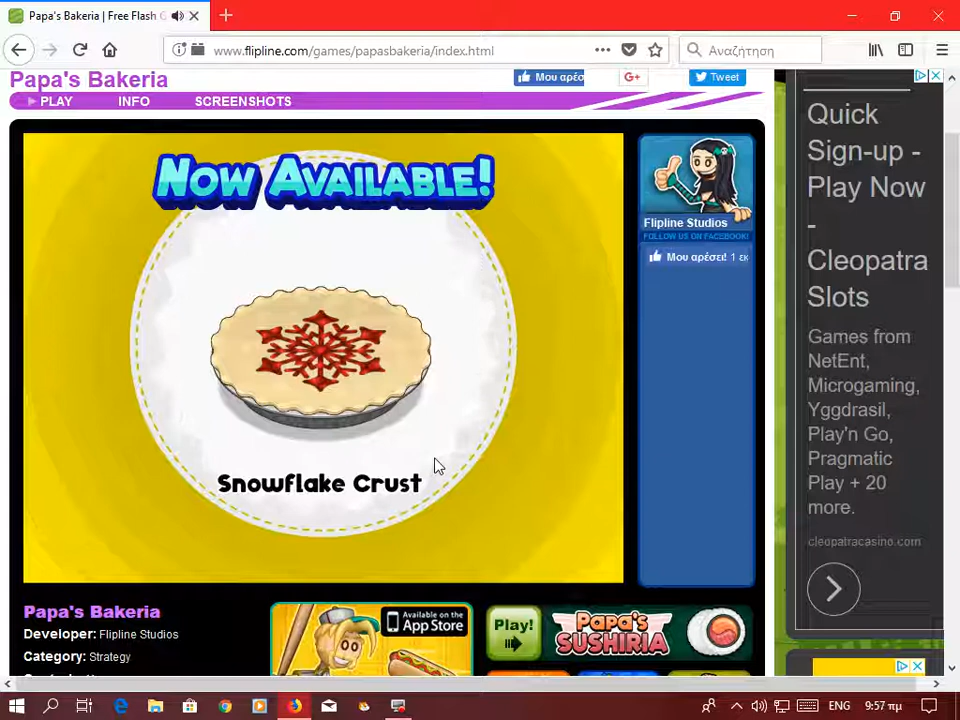 Papa's Bakeria | Free Flash G
www.flipline.com/games/papasbakeria/index.html
Αναζήτηση
Papa's Bakeria
Μου αρέσ
G+
Tweet
PLAY
INFO
SCREENSHOTS
Now Available!
Snowflake Crust
Flipline Studios
FOLLOW US ON FACEBOOK!
Μου αρέσει! 1 εκ
Quick
Sign-up -
Play Now
-
Cleopatra
Slots
Games from
NetEnt,
Microgaming,
Yggdrasil,
Play'n Go,
Pragmatic
Play + 20
more.
cleopatracasino.com
Papa's Bakeria
Developer: Flipline Studios
Category: Strategy
Available on the
App Store
Play!
Papa's
SUSHIRIA
ENG
9:57 πμ